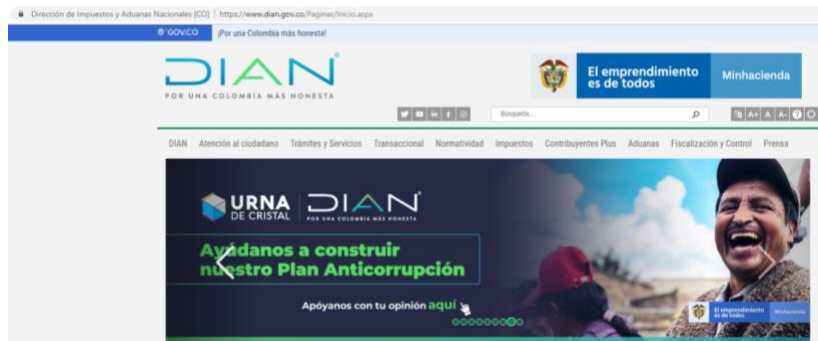 Dirección de Impuestos y Aduanas Nacionales [CO] | https://www.dian.gov.co/Paginas/Inicio.aspx
GOV.CO ¡Por una Colombia más honesta!
DIAN
POR UNA COLOMBIA MÁS HONESTA
El emprendimiento
es de todos
Minhacienda
Búsqueda...
A+ A A-
DIAN Atención al ciudadano Trámites y Servicios Transaccional Normatividad Impuestos Contribuyentes Plus Aduanas Fiscalización y Control Prensa
URNA
DE CRISTAL
DIAN
POR UNA COLOMBIA MÁS HONESTA
Ayúdanos a construir
nuestro Plan Anticorrupción
Apóyanos con tu opinión aquí
El emprendimiento
es de todos
Minhacienda